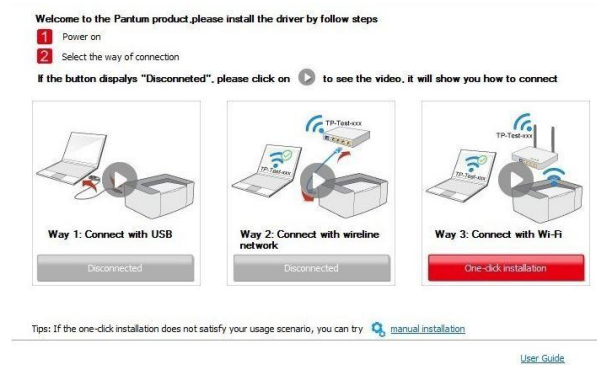 Welcome to the Pantum product,please install the driver by follow steps
1 Power on
2 Select the way of connection
If the button dispalys "Disconneted", please click on to see the video, it will show you how to connect
TP-Test-xxx
TP-Test-xxx
TP-Test-xxx
TP-Test-xxx
Way 1: Connect with USB
Way 2: Connect with wireline
network
Way 3: Connect with Wi-Fi
Disconnected
Disconnected
One-click installation
Tips: If the one-click installation does not satisfy your usage scenario, you can try manual installation
User Guide